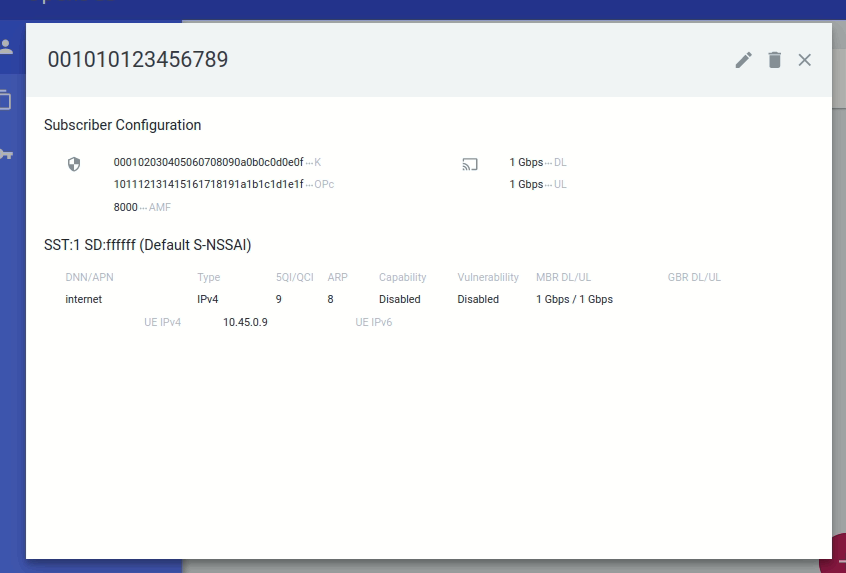 001010123456789
Subscriber Configuration
000102030405060708090a0b0c0d0e0f ... K
101112131415161718191a1b1c1d1e1f ... OPc
8000 ... AMF
1 Gbps ... DL
1 Gbps ... UL
SST:1 SD:ffffff (Default S-NSSAI)
DNN/APN Type 5QI/QCI ARP Capability Vulnerablility MBR DL/UL GBR DL/UL
internet IPv4 9 8 Disabled Disabled 1 Gbps / 1 Gbps
UE IPv4 10.45.0.9 UE IPv6